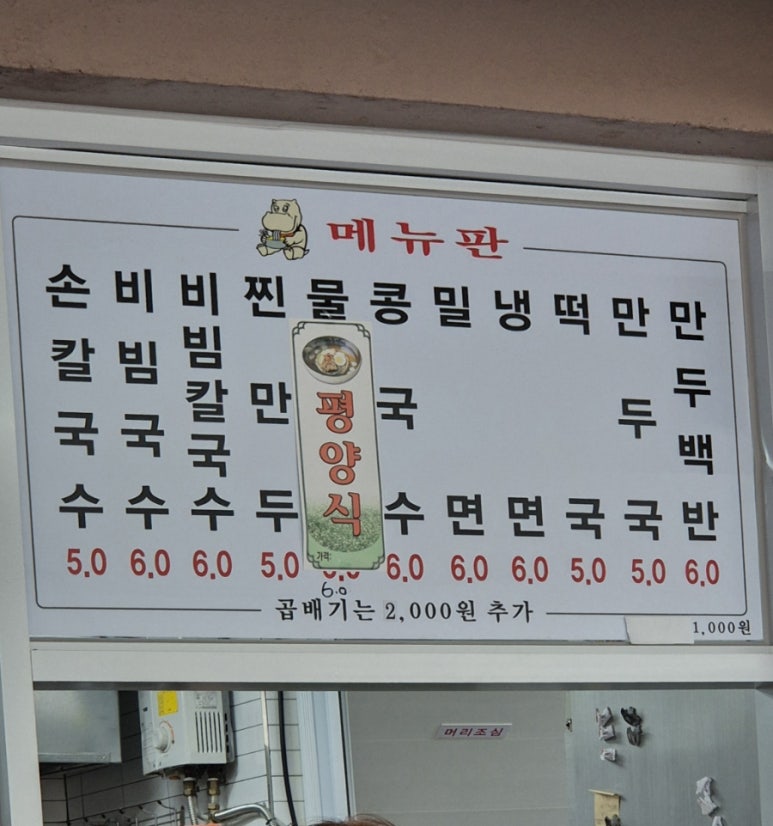 메뉴판
손칼국수 5.0
비빔국수 6.0
비빔칼국수 6.0
찐만두 5.0
물
평양식
가격:
6.0
콩국수 6.0
밀면 6.0
냉면 6.0
떡국 5.0
만두국 5.0
만두백반 6.0
곱배기는 2,000원 추가
1,000원
머리조심